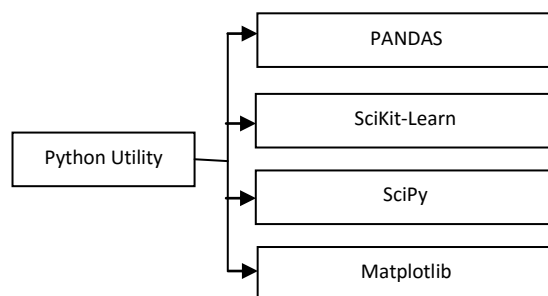 PANDAS
SciKit-Learn
Python Utility
SciPy
Matplotlib